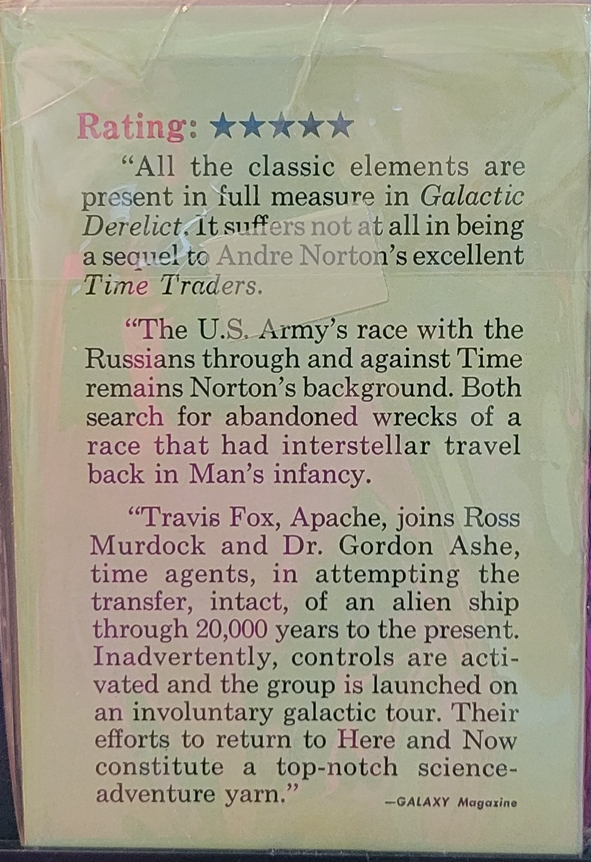 Rating: ★★★★★
“All the classic elements are
present in full measure in Galactic
Derelict. It suffers not at all in being
a sequel to Andre Norton’s excellent
Time Traders.
“The U.S. Army’s race with the
Russians through and against Time
remains Norton’s background. Both
search for abandoned wrecks of a
race that had interstellar travel
back in Man’s infancy.
“Travis Fox, Apache, joins Ross
Murdock and Dr. Gordon Ashe,
time agents, in attempting the
transfer, intact, of an alien ship
through 20,000 years to the present.
Inadvertently, controls are acti-
vated and the group is launched on
an involuntary galactic tour. Their
efforts to return to Here and Now
constitute a top-notch science-
adventure yarn.”
—GALAXY Magazine